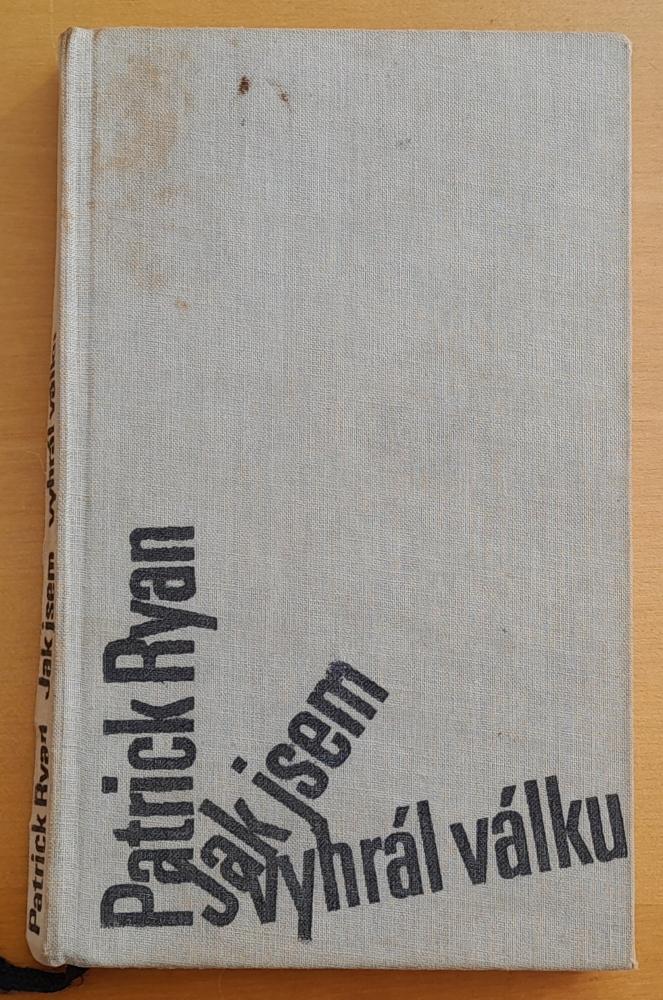 Patrick Ryan
Jak jsem
vyhrál válku
Patrick Ryan Jak jsem vyhrál válku